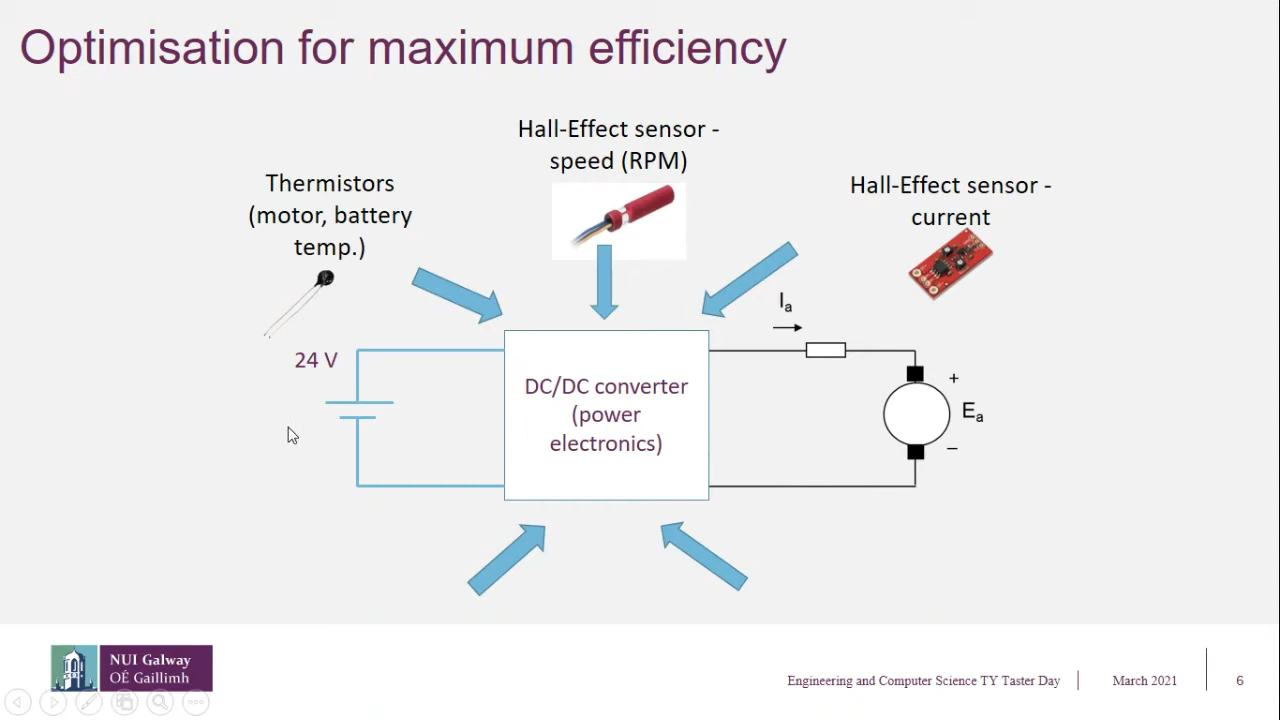 Optimisation for maximum efficiency
Hall-Effect sensor -
speed (RPM)
Thermistors
(motor, battery
temp.)
Hall-Effect sensor -
current
Ia
24 V
DC/DC converter
(power
electronics)
+
Ea
–
NUI Galway
OÉ Gaillimh
Engineering and Computer Science TY Taster Day
March 2021
6